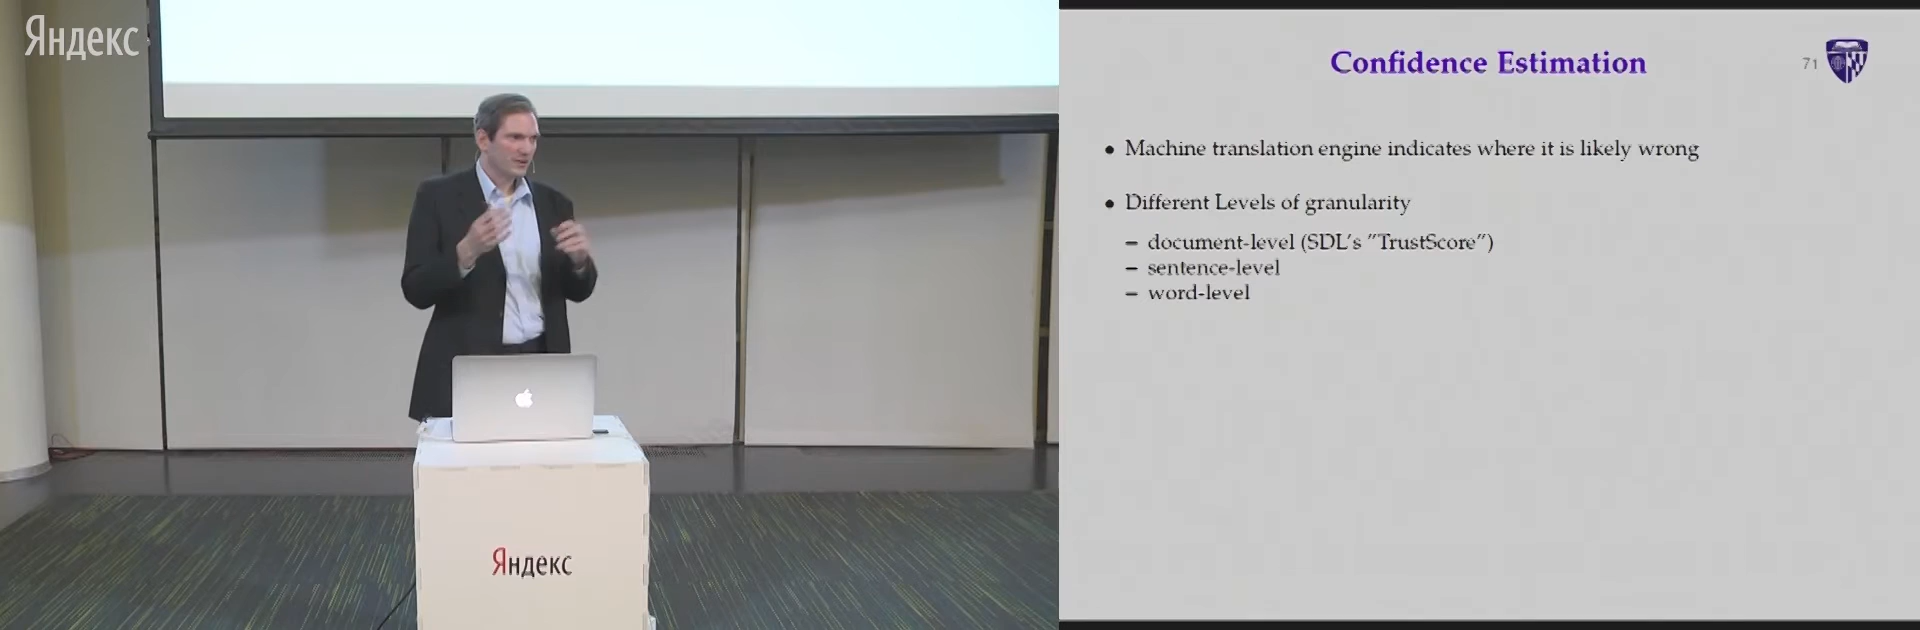 Яндекс
Яндекс
Confidence Estimation
71
• Machine translation engine indicates where it is likely wrong
• Different Levels of granularity
– document-level (SDL's "TrustScore")
– sentence-level
– word-level